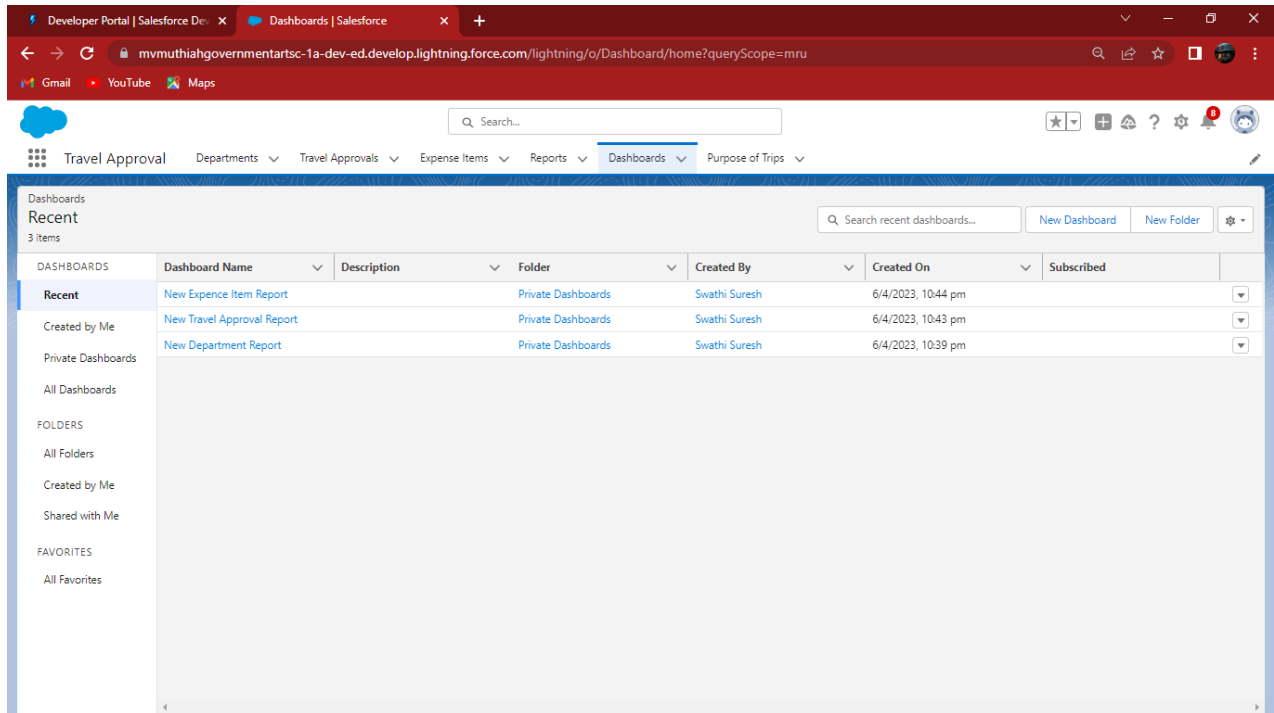 Developer Portal | Salesforce Dev
Dashboards | Salesforce
mvmuthiahgovernmentartsc-1a-dev-ed.develop.lightning.force.com/lightning/o/Dashboard/home?queryScope=mru
Gmail YouTube Maps
Search...
8
Travel Approval Departments Travel Approvals Expense Items Reports Dashboards Purpose of Trips
Dashboards
Recent
3 items
Search recent dashboards... New Dashboard New Folder
DASHBOARDS
Recent
Created by Me
Private Dashboards
All Dashboards
FOLDERS
All Folders
Created by Me
Shared with Me
FAVORITES
All Favorites
Dashboard Name Description Folder Created By Created On Subscribed
New Expence Item Report Private Dashboards Swathi Suresh 6/4/2023, 10:44 pm
New Travel Approval Report Private Dashboards Swathi Suresh 6/4/2023, 10:43 pm
New Department Report Private Dashboards Swathi Suresh 6/4/2023, 10:39 pm